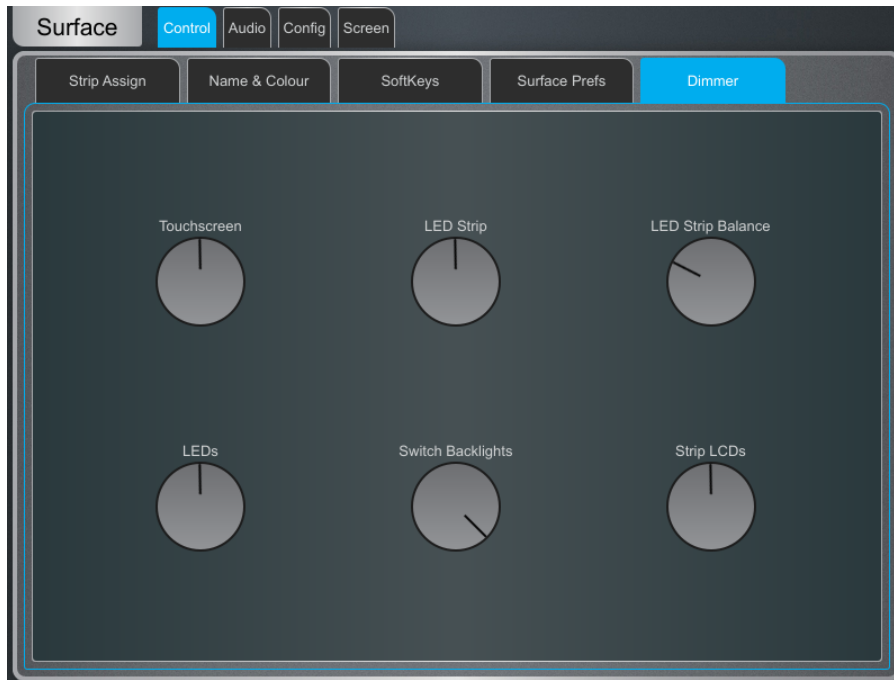 Surface Control Audio Config Screen
Strip Assign Name & Colour SoftKeys Surface Prefs Dimmer
Touchscreen LED Strip LED Strip Balance
LEDs Switch Backlights Strip LCDs